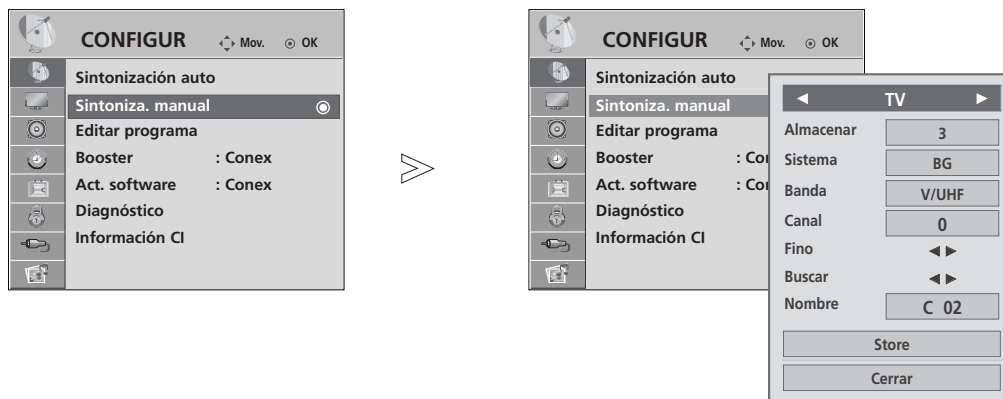 CONFIGUR Mov. OK
Sintonización auto
Sintoniza. manual
Editar programa
Booster : Conex
Act. software : Conex
Diagnóstico
Información CI
CONFIGUR Mov. OK
Sintonización auto
Sintoniza. manual
Editar programa
Booster : Con
Act. software : Con
Diagnóstico
Información CI
TV
Almacenar 3
Sistema BG
Banda V/UHF
Canal 0
Fino
Buscar
Nombre C 02
Store
Cerrar